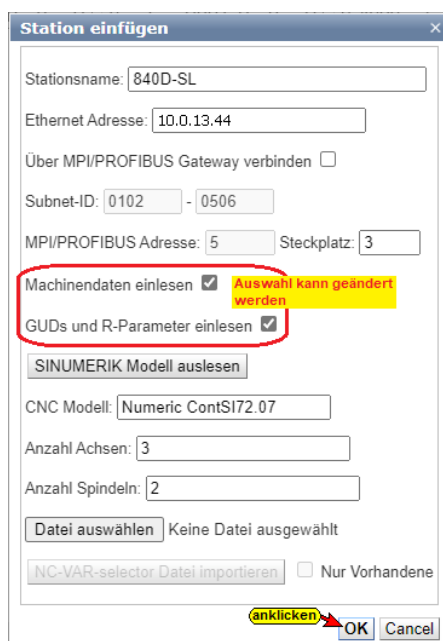 Station einfügen ×
Stationsname: 840D-SL
Ethernet Adresse: 10.0.13.44
Über MPI/PROFIBUS Gateway verbinden
Subnet-ID: 0102 - 0506
MPI/PROFIBUS Adresse: 5 Steckplatz: 3
Machinendaten einlesen Auswahl kann geändert
werden
GUDs und R-Parameter einlesen
SINUMERIK Modell auslesen
CNC Modell: Numeric ContSI72.07
Anzahl Achsen: 3
Anzahl Spindeln: 2
Datei auswählen Keine Datei ausgewählt
NC-VAR-selector Datei importieren Nur Vorhandene
anklicken OK Cancel